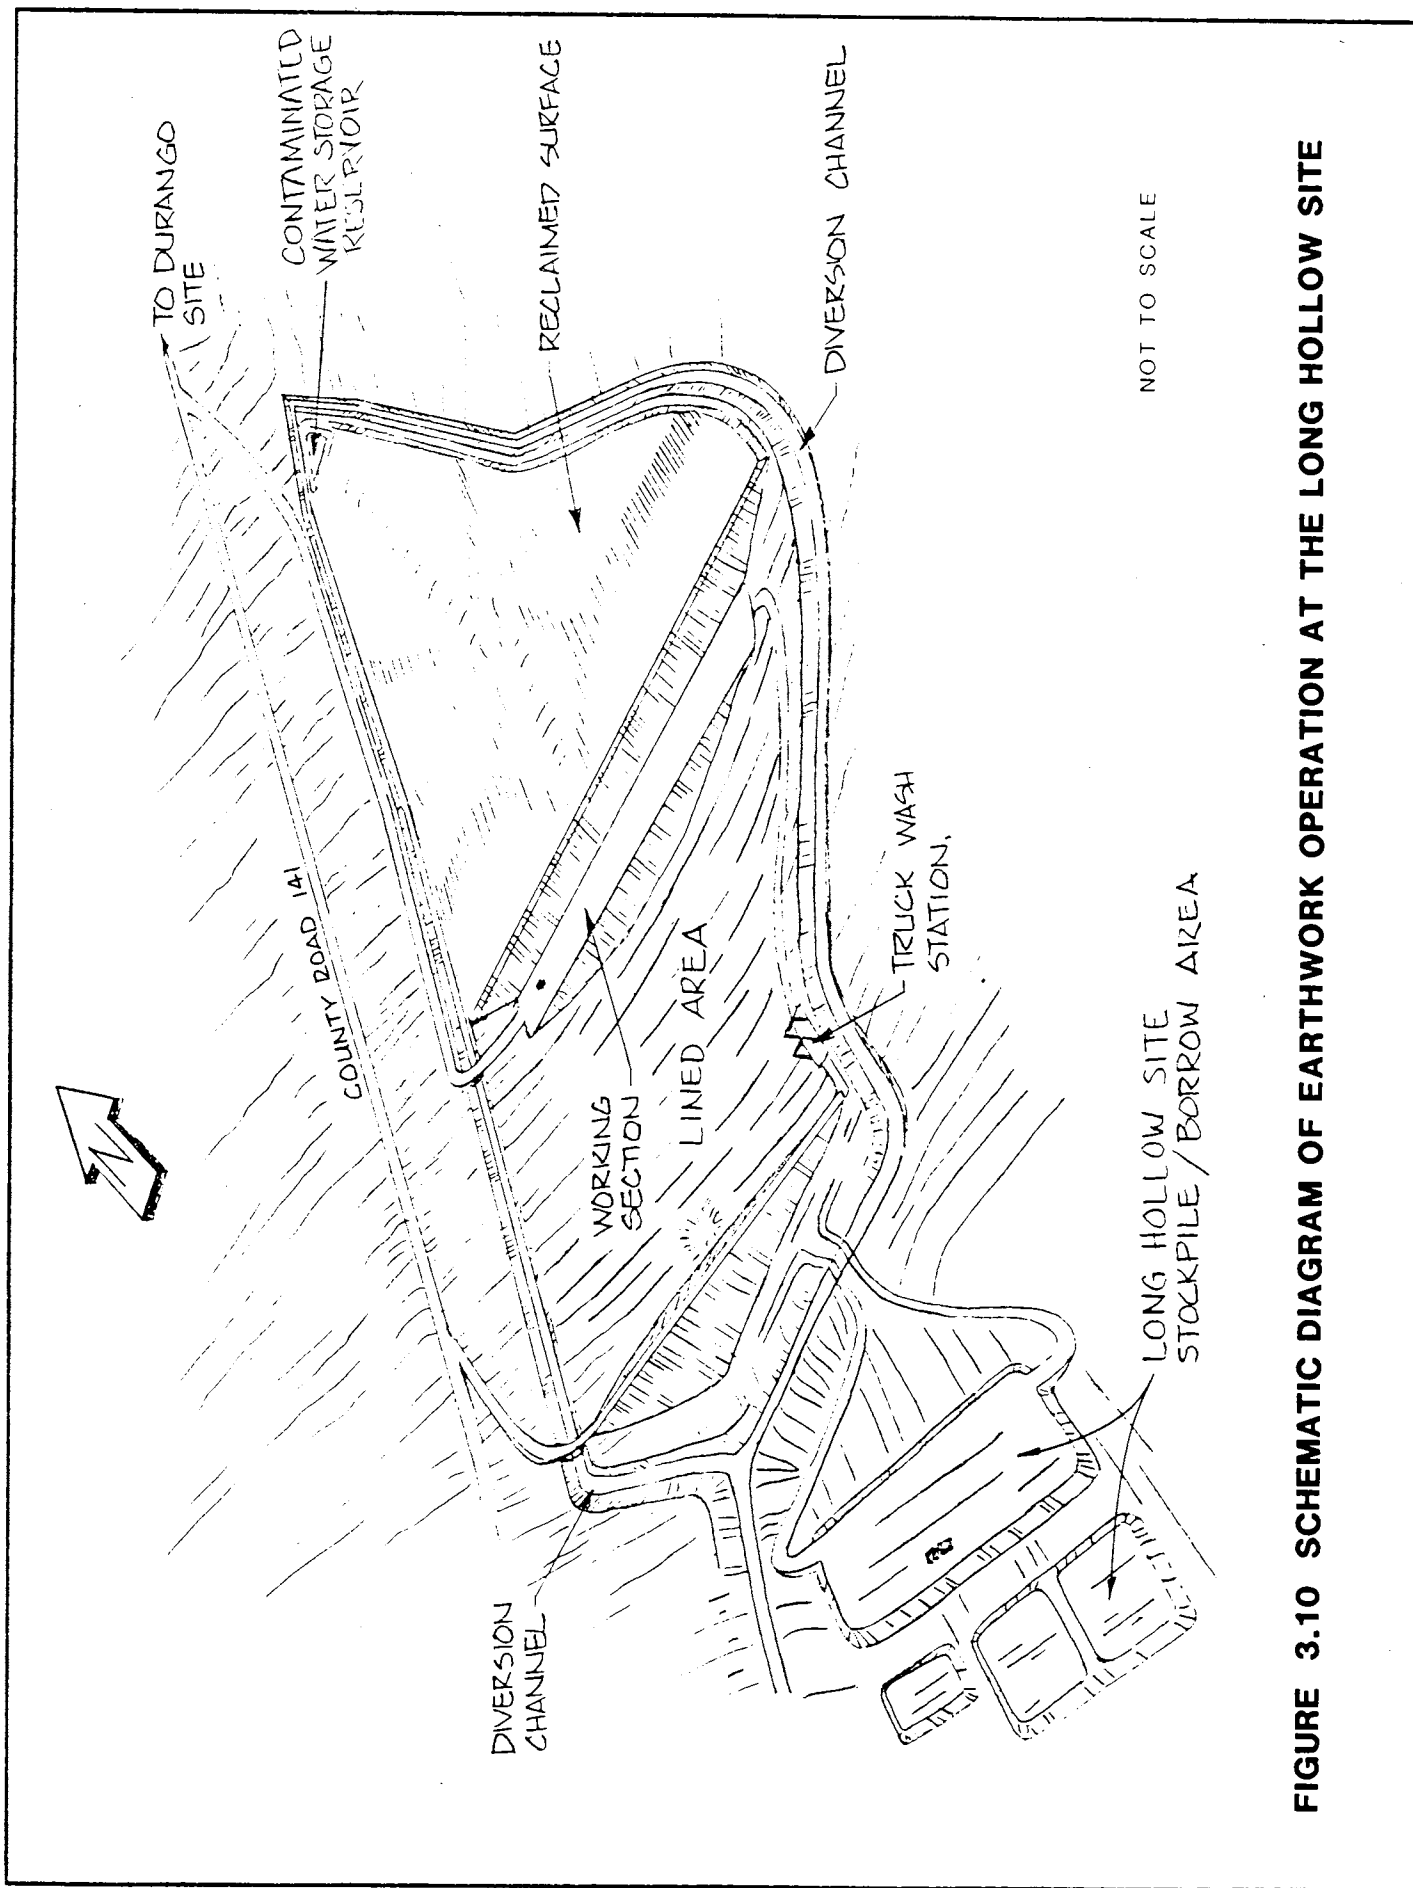 TO DURANGO
SITE
CONTAMINATED
WATER STORAGE
RESERVOIR
RECLAIMED SURFACE
DIVERSION CHANNEL
COUNTY ROAD 141
N
WORKING
SECTION
LINED AREA
TRUCK WASH
STATION.
DIVERSION
CHANNEL
LONG HOLLOW SITE
STOCKPILE / BORROW AREA
NOT TO SCALE
FIGURE 3.10 SCHEMATIC DIAGRAM OF EARTHWORK OPERATION AT THE LONG HOLLOW SITE